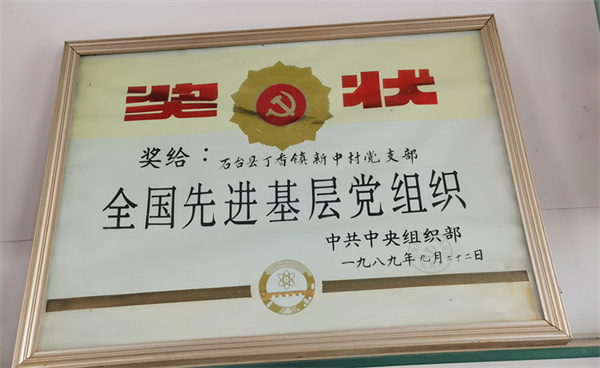 奖状
奖给：石台县丁香镇新中村党支部
全国先进基层党组织
中共中央组织部
一九八九年九月二十二日